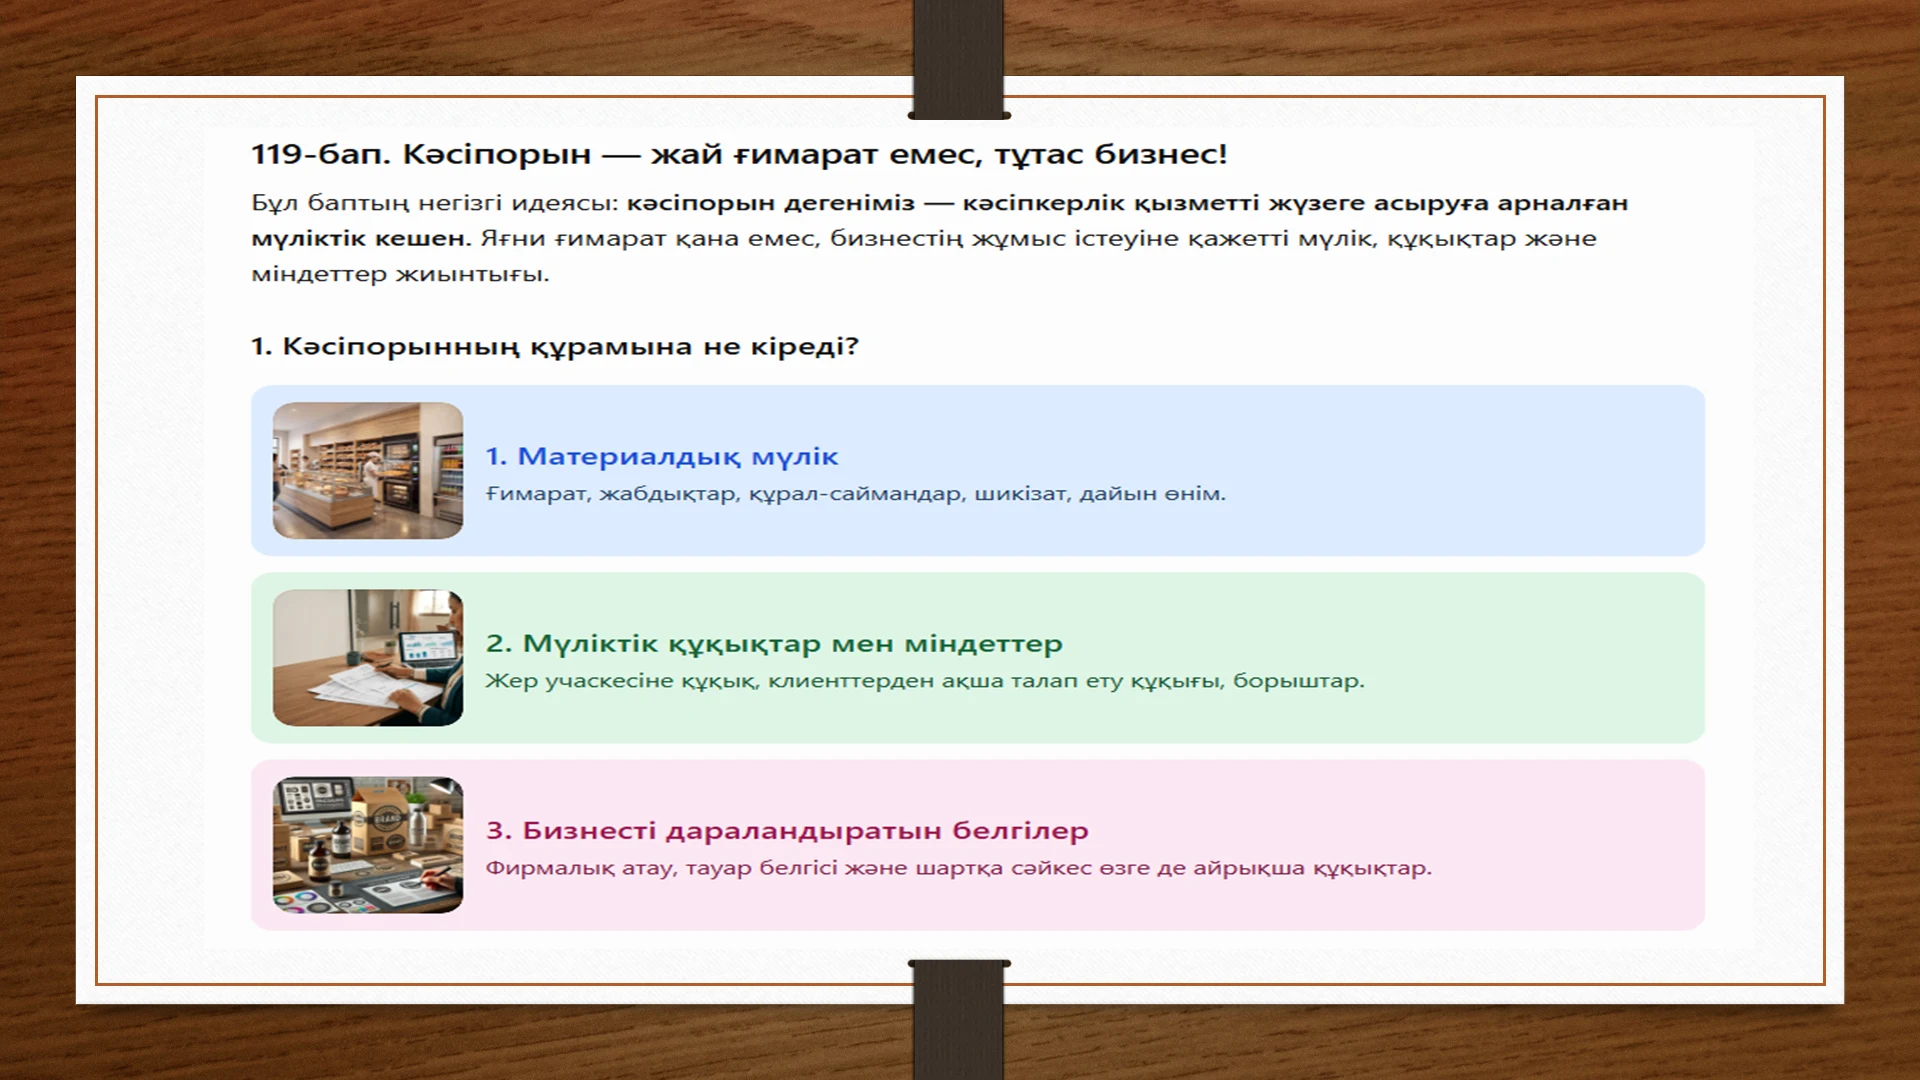 119-бап. Кәсіпорын — жай ғимарат емес, тұтас бизнес!
Бұл баптың негізгі идеясы: кәсіпорын дегеніміз — кәсіпкерлік қызметті жүзеге асыруға арналған
мүліктік кешен. Яғни ғимарат қана емес, бизнестің жұмыс істеуіне қажетті мүлік, құқықтар және
міндеттер жиынтығы.
1. Кәсіпорынның құрамына не кіреді?
1. Материалдық мүлік
Ғимарат, жабдықтар, құрал-саймандар, шикізат, дайын өнім.
2. Мүліктік құқықтар мен міндеттер
Жер учаскесіне құқық, клиенттерден ақша талап ету құқығы, борыштар.
3. Бизнесті дараландыратын белгілер
Фирмалық атау, тауар белгісі және шартқа сәйкес өзге де айрықша құқықтар.